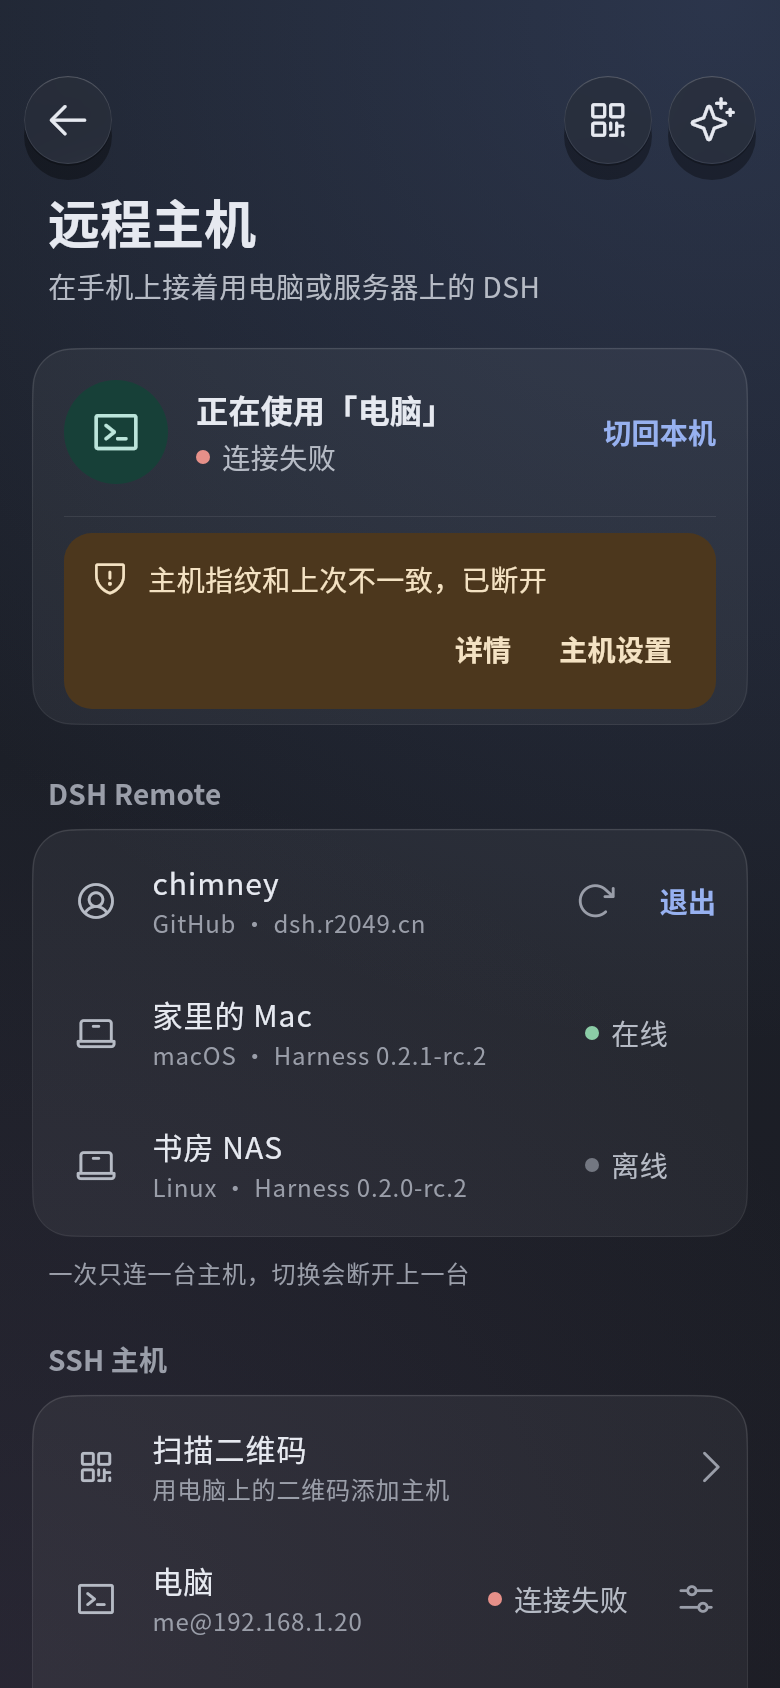 远程主机
在手机上接着用电脑或服务器上的 DSH
正在使用「电脑」
连接失败
切回本机
主机指纹和上次不一致，已断开
详情
主机设置
DSH Remote
chimney
GitHub · dsh.r2049.cn
退出
家里的 Mac
macOS · Harness 0.2.1-rc.2
在线
书房 NAS
Linux · Harness 0.2.0-rc.2
离线
一次只连一台主机，切换会断开上一台
SSH 主机
扫描二维码
用电脑上的二维码添加主机
电脑
me@192.168.1.20
连接失败